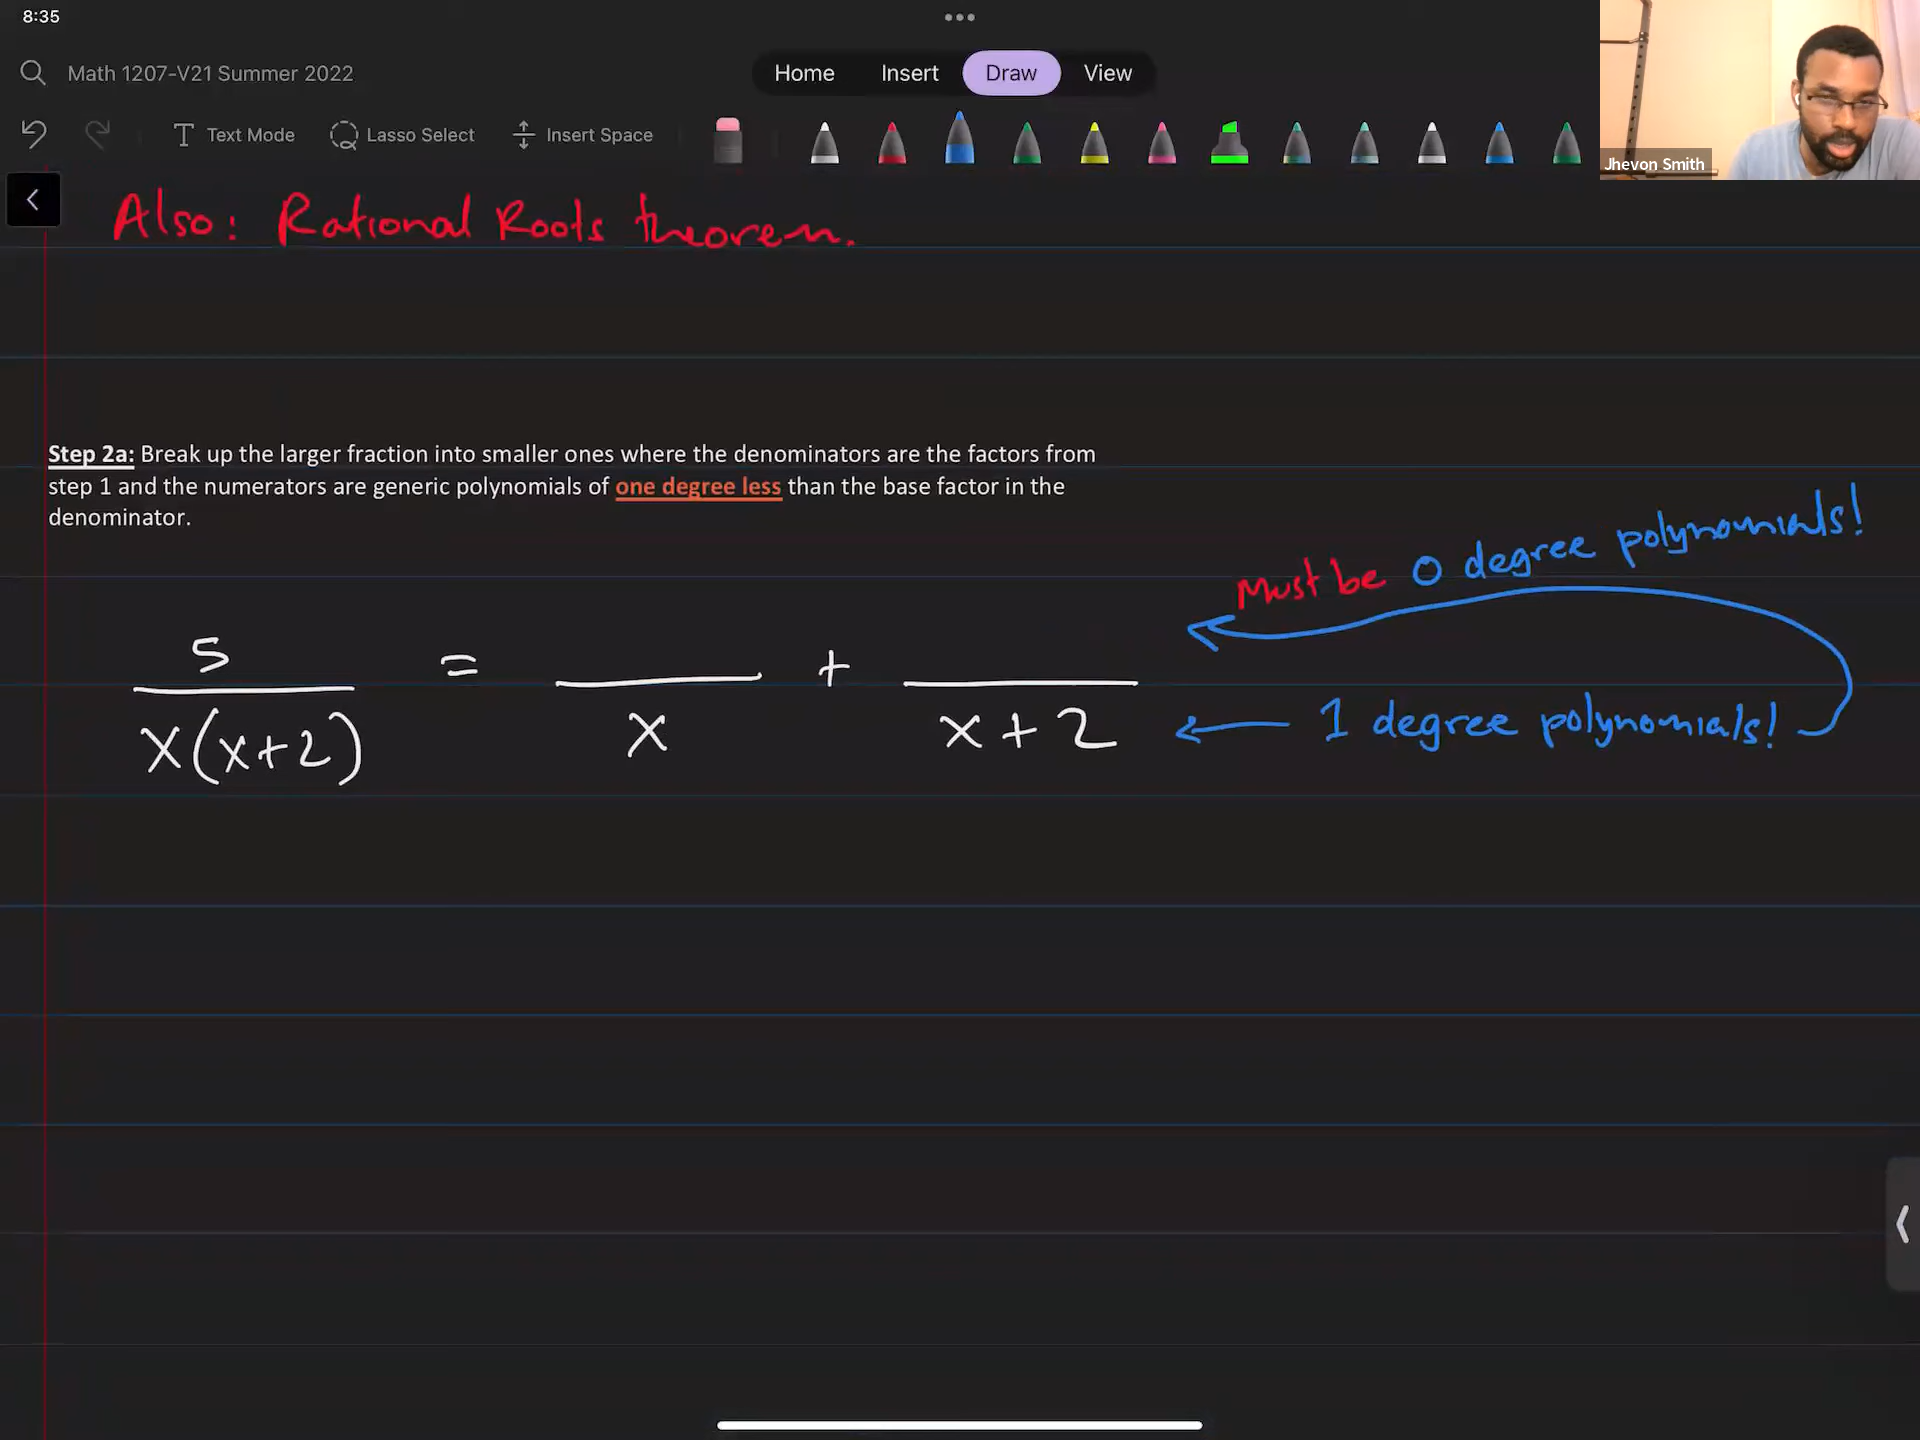 8:35
Math 1207-V21 Summer 2022
Home Insert Draw View
Text Mode Lasso Select Insert Space
Jhevon Smith
Also: Rational Roots theorem.
Step 2a: Break up the larger fraction into smaller ones where the denominators are the factors from
step 1 and the numerators are generic polynomials of one degree less than the base factor in the
denominator.
Must be 0 degree polynomials!
5 = +
x(x+2) x x+2 ← 1 degree polynomials!